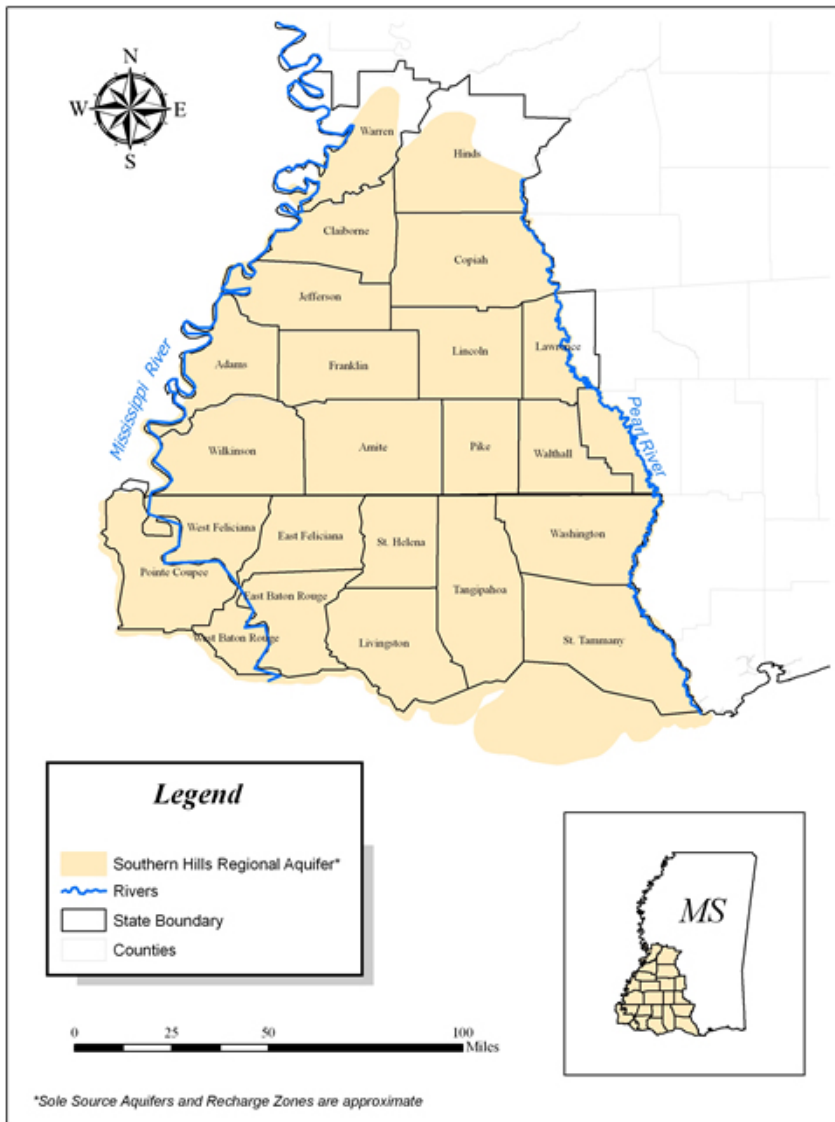 N
W E
S
Warren
Hinds
Claiborne
Copiah
Jefferson
Lincoln
Lawrence
Adams
Franklin
Mississippi River
Pearl River
Wilkinson
Amite
Pike
Walthall
West Feliciana
East Feliciana
St. Helena
Washington
Pointe Coupee
Tangipahoa
East Baton Rouge
West Baton Rouge
Livingston
St. Tammany
Legend
Southern Hills Regional Aquifer*
Rivers
State Boundary
Counties
MS
0 25 50 100
Miles
*Sole Source Aquifers and Recharge Zones are approximate